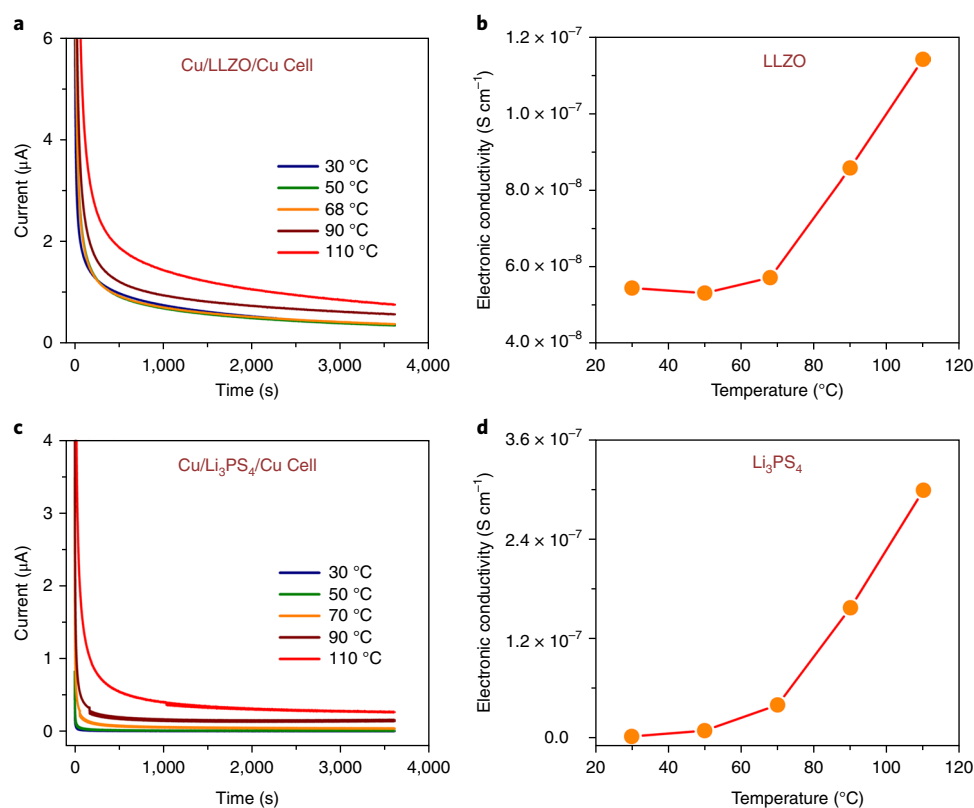 a
6
4
2
0
0
1,000
2,000
3,000
4,000
Current (μA)
Time (s)
Cu/LLZO/Cu Cell
30 °C
50 °C
68 °C
90 °C
110 °C
b
1.2 × 10⁻⁷
1.0 × 10⁻⁷
8.0 × 10⁻⁸
6.0 × 10⁻⁸
4.0 × 10⁻⁸
20
40
60
80
100
120
Electronic conductivity (S cm⁻¹)
Temperature (°C)
LLZO
c
4
3
2
1
0
0
1,000
2,000
3,000
4,000
Current (μA)
Time (s)
Cu/Li₃PS₄/Cu Cell
30 °C
50 °C
70 °C
90 °C
110 °C
d
3.6 × 10⁻⁷
2.4 × 10⁻⁷
1.2 × 10⁻⁷
0.0
20
40
60
80
100
120
Electronic conductivity (S cm⁻¹)
Temperature (°C)
Li₃PS₄